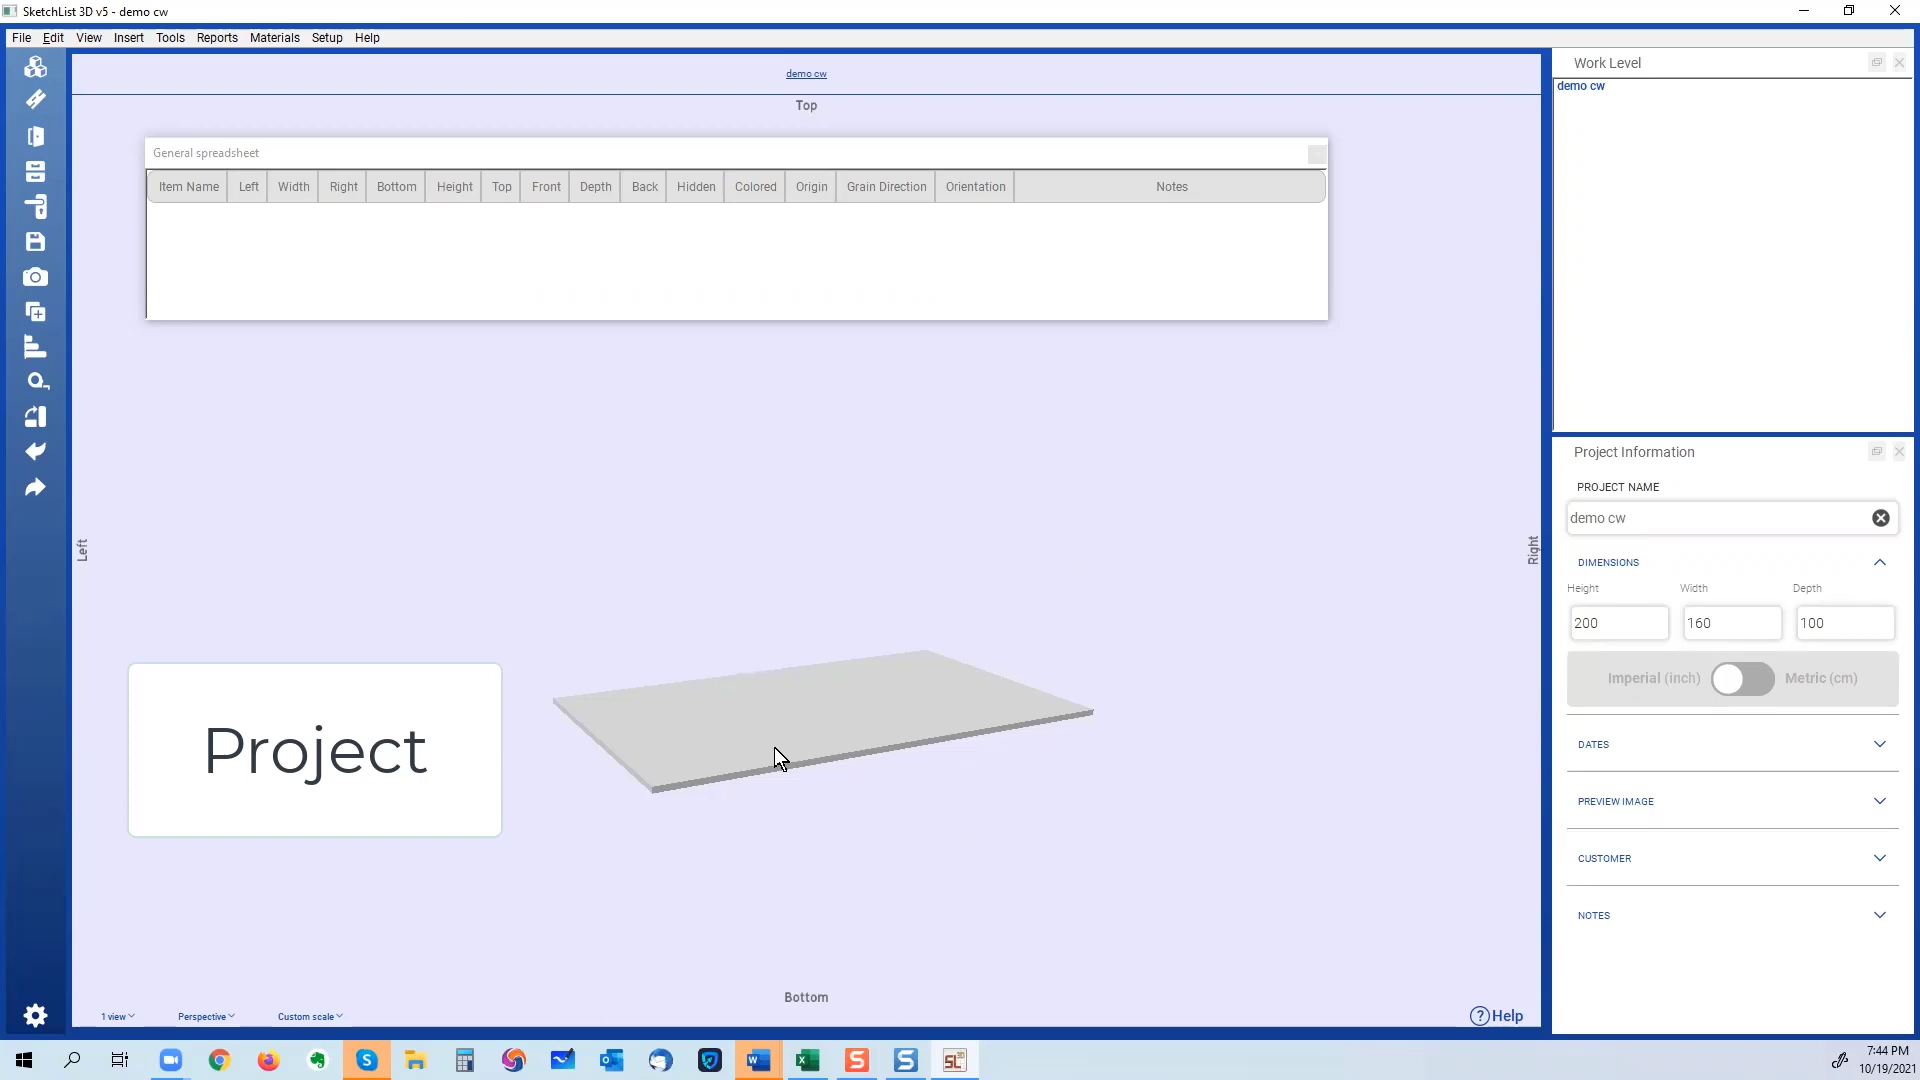 SketchList 3D v5 - demo cw
File Edit View Insert Tools Reports Materials Setup Help
demo cw
Top
General spreadsheet
Item Name Left Width Right Bottom Height Top Front Depth Back Hidden Colored Origin Grain Direction Orientation Notes
Left
Right
Project
Bottom
1 view Perspective Custom scale
? Help
Work Level
demo cw
Project Information
PROJECT NAME
demo cw
DIMENSIONS
Height Width Depth
200 160 100
Imperial (inch) Metric (cm)
DATES
PREVIEW IMAGE
CUSTOMER
NOTES
7:44 PM
10/19/2021